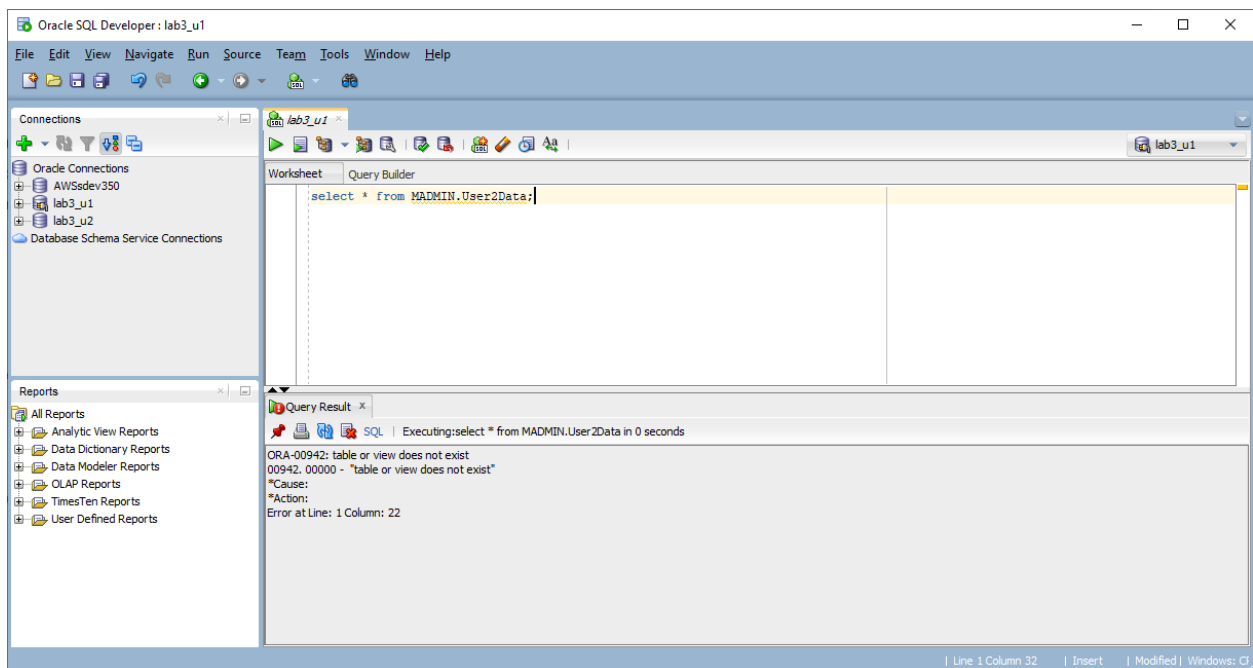 Oracle SQL Developer : lab3_u1
File Edit View Navigate Run Source Team Tools Window Help
Connections
Oracle Connections
AWSsdev350
lab3_u1
lab3_u2
Database Schema Service Connections
Reports
All Reports
Analytic View Reports
Data Dictionary Reports
Data Modeler Reports
OLAP Reports
TimesTen Reports
User Defined Reports
lab3_u1
lab3_u1
Worksheet Query Builder
select * from MADMIN.User2Data;
Query Result
SQL | Executing:select * from MADMIN.User2Data in 0 seconds
ORA-00942: table or view does not exist
00942. 00000 - "table or view does not exist"
*Cause:
*Action:
Error at Line: 1 Column: 22
| Line 1 Column 32 | Insert | Modified | Windows: